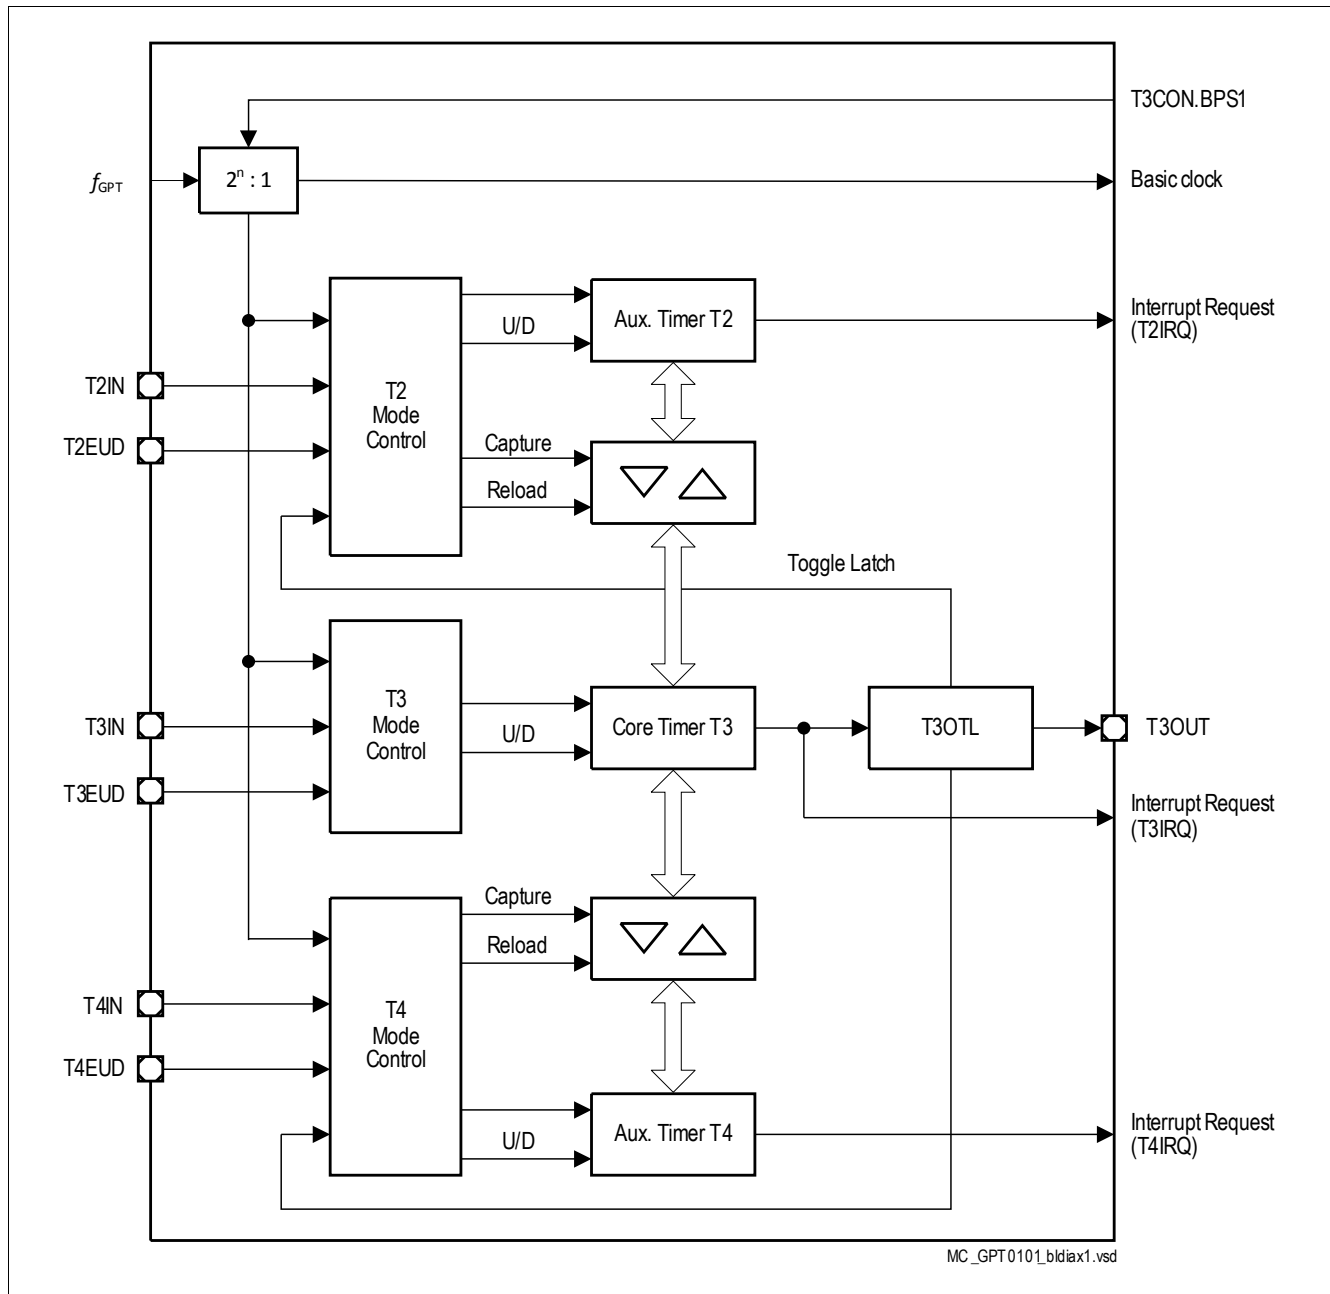 T3CON.BPS1
fGPT
2ⁿ : 1
Basic clock
U/D
Aux. Timer T2
Interrupt Request
(T2IRQ)
T2IN
T2
Mode
Control
T2EUD
Capture
Reload
Toggle Latch
T3IN
T3
Mode
Control
U/D
Core Timer T3
T3OTL
T3OUT
T3EUD
Interrupt Request
(T3IRQ)
Capture
Reload
T4IN
T4
Mode
Control
T4EUD
U/D
Aux. Timer T4
Interrupt Request
(T4IRQ)
MC_GPT0101_bldiax1.vsd